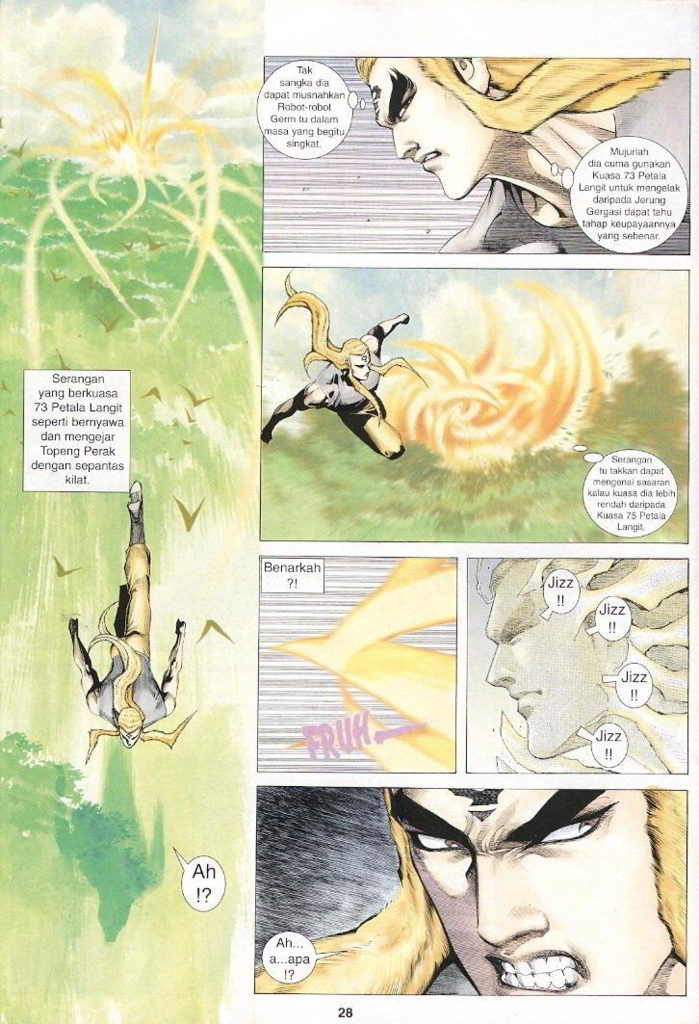 Tak
sangka dia
dapat musnahkan
Robot-robot
Germ tu dalam
masa yang begitu
singkat.
Mujurlah
dia cuma gunakan
Kuasa 73 Petala
Langit untuk mengelak
daripada Jerung
Gergasi dapat tahu
tahap keupayaannya
yang sebenar.
Serangan
yang berkuasa
73 Petala Langit
seperti bernyawa
dan mengejar
Topeng Perak
dengan sepantas
kilat.
Serangan
tu takkan dapat
mengenai sasaran
kalau kuasa dia lebih
rendah daripada
Kuasa 75 Petala
Langit.
Benarkah
?!
FRUH
Jizz
!!
Jizz
!!
Jizz
!!
Jizz
!!
Ah
!?
Ah...
a...apa
!?
28